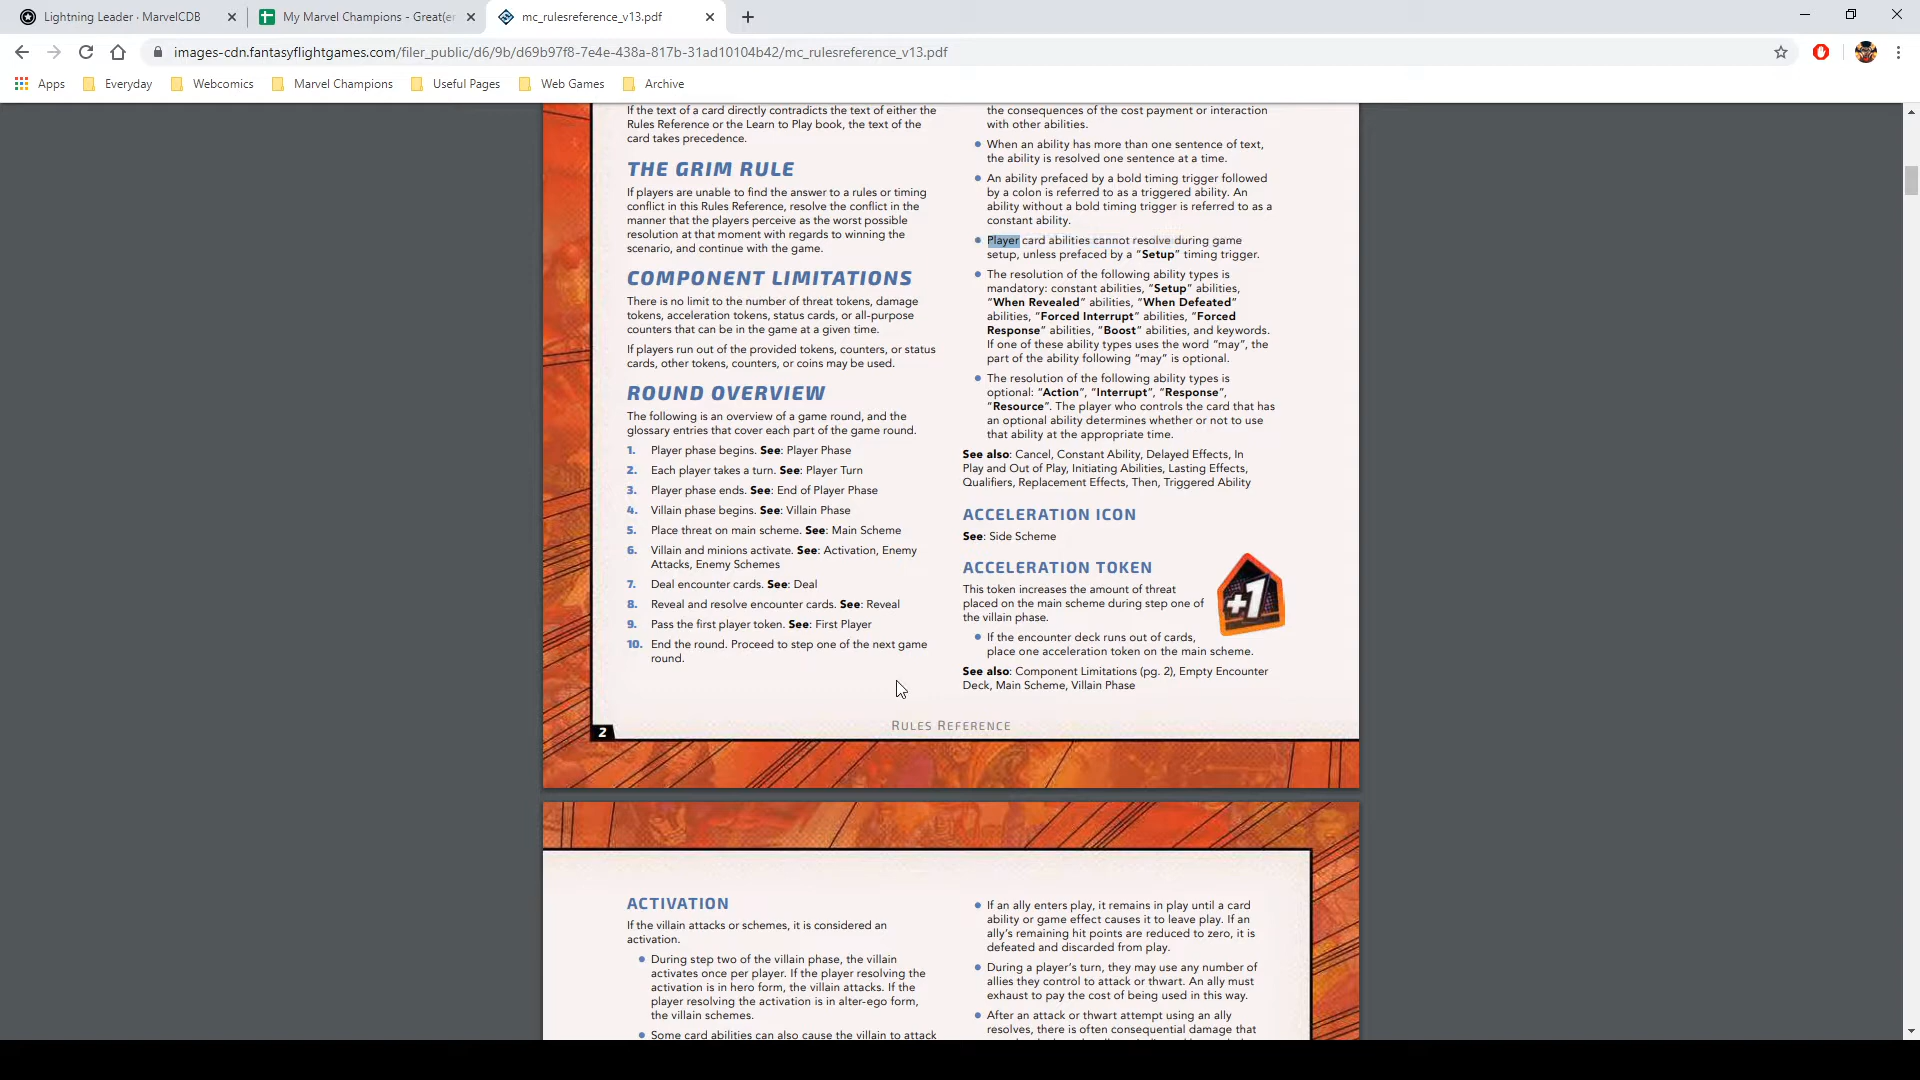 Lightning Leader · MarvelCDB
My Marvel Champions - Great(er
mc_rulesreference_v13.pdf
images-cdn.fantasyflightgames.com/filer_public/d6/9b/d69b97f8-7e4e-438a-817b-31ad10104b42/mc_rulesreference_v13.pdf
Apps
Everyday
Webcomics
Marvel Champions
Useful Pages
Web Games
Archive
If the text of a card directly contradicts the text of either the
Rules Reference or the Learn to Play book, the text of the
card takes precedence.
THE GRIM RULE
If players are unable to find the answer to a rules or timing
conflict in this Rules Reference, resolve the conflict in the
manner that the players perceive as the worst possible
resolution at that moment with regards to winning the
scenario, and continue with the game.
COMPONENT LIMITATIONS
There is no limit to the number of threat tokens, damage
tokens, acceleration tokens, status cards, or all-purpose
counters that can be in the game at a given time.
If players run out of the provided tokens, counters, or status
cards, other tokens, counters, or coins may be used.
ROUND OVERVIEW
The following is an overview of a game round, and the
glossary entries that cover each part of the game round.
1. Player phase begins. See: Player Phase
2. Each player takes a turn. See: Player Turn
3. Player phase ends. See: End of Player Phase
4. Villain phase begins. See: Villain Phase
5. Place threat on main scheme. See: Main Scheme
6. Villain and minions activate. See: Activation, Enemy
Attacks, Enemy Schemes
7. Deal encounter cards. See: Deal
8. Reveal and resolve encounter cards. See: Reveal
9. Pass the first player token. See: First Player
10. End the round. Proceed to step one of the next game
round.
the consequences of the cost payment or interaction
with other abilities.
• When an ability has more than one sentence of text,
the ability is resolved one sentence at a time.
• An ability prefaced by a bold timing trigger followed
by a colon is referred to as a triggered ability. An
ability without a bold timing trigger is referred to as a
constant ability.
• Player card abilities cannot resolve during game
setup, unless prefaced by a “Setup” timing trigger.
• The resolution of the following ability types is
mandatory: constant abilities, “Setup” abilities,
“When Revealed” abilities, “When Defeated”
abilities, “Forced Interrupt” abilities, “Forced
Response” abilities, “Boost” abilities, and keywords.
If one of these ability types uses the word “may”, the
part of the ability following “may” is optional.
• The resolution of the following ability types is
optional: “Action”, “Interrupt”, “Response”,
“Resource”. The player who controls the card that has
an optional ability determines whether or not to use
that ability at the appropriate time.
See also: Cancel, Constant Ability, Delayed Effects, In
Play and Out of Play, Initiating Abilities, Lasting Effects,
Qualifiers, Replacement Effects, Then, Triggered Ability
ACCELERATION ICON
See: Side Scheme
ACCELERATION TOKEN
This token increases the amount of threat
placed on the main scheme during step one of
the villain phase.
+1
• If the encounter deck runs out of cards,
place one acceleration token on the main scheme.
See also: Component Limitations (pg. 2), Empty Encounter
Deck, Main Scheme, Villain Phase
2
RULES REFERENCE
ACTIVATION
If the villain attacks or schemes, it is considered an
activation.
• During step two of the villain phase, the villain
activates once per player. If the player resolving the
activation is in hero form, the villain attacks. If the
player resolving the activation is in alter-ego form,
the villain schemes.
• Some card abilities can also cause the villain to attack
• If an ally enters play, it remains in play until a card
ability or game effect causes it to leave play. If an
ally’s remaining hit points are reduced to zero, it is
defeated and discarded from play.
• During a player’s turn, they may use any number of
allies they control to attack or thwart. An ally must
exhaust to pay the cost of being used in this way.
• After an attack or thwart attempt using an ally
resolves, there is often consequential damage that